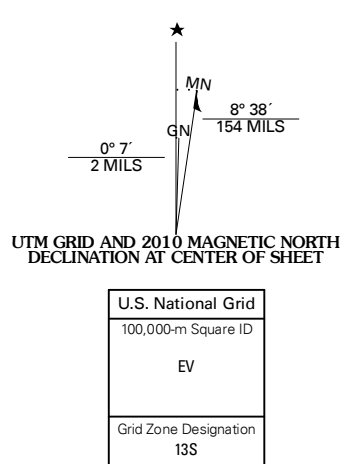 ★
MN
8° 38´
154 MILS
GN
0° 7´
2 MILS
UTM GRID AND 2010 MAGNETIC NORTH
DECLINATION AT CENTER OF SHEET
U.S. National Grid
100,000-m Square ID
EV
Grid Zone Designation
13S